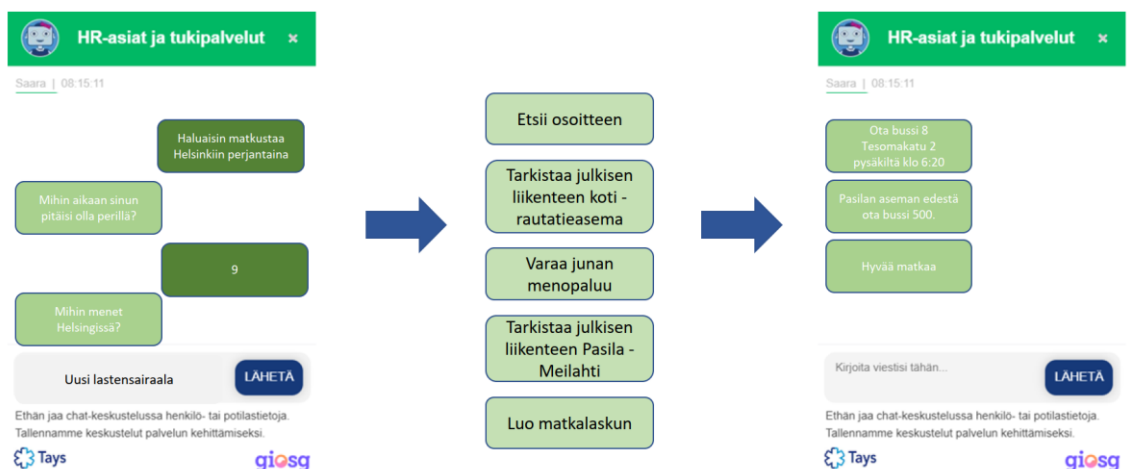 HR-asiat ja tukipalvelut ×
Saara | 08:15:11
Haluaisin matkustaa
Helsinkiin perjantaina
Mihin aikaan sinun
pitäisi olla perillä?
9
Mihin menet
Helsingissä?
Uusi lastensairaala
LÄHETÄ
Ethän jaa chat-keskustelussa henkilö- tai potilastietoja.
Tallennamme keskustelut palvelun kehittämiseksi.
Tays
giosg
Etsii osoitteen
Tarkistaa julkisen
liikenteen koti -
rautatieasema
Varaa junan
menopaluu
Tarkistaa julkisen
liikenteen Pasila -
Meilahti
Luo matkalaskun
HR-asiat ja tukipalvelut ×
Saara | 08:15:11
Ota bussi 8
Tesomakatu 2
pysäkiltä klo 6:20
Pasilan aseman edestä
ota bussi 500.
Hyvää matkaa
Kirjoita viestisi tähän...
LÄHETÄ
Ethän jaa chat-keskustelussa henkilö- tai potilastietoja.
Tallennamme keskustelut palvelun kehittämiseksi.
Tays
giosg